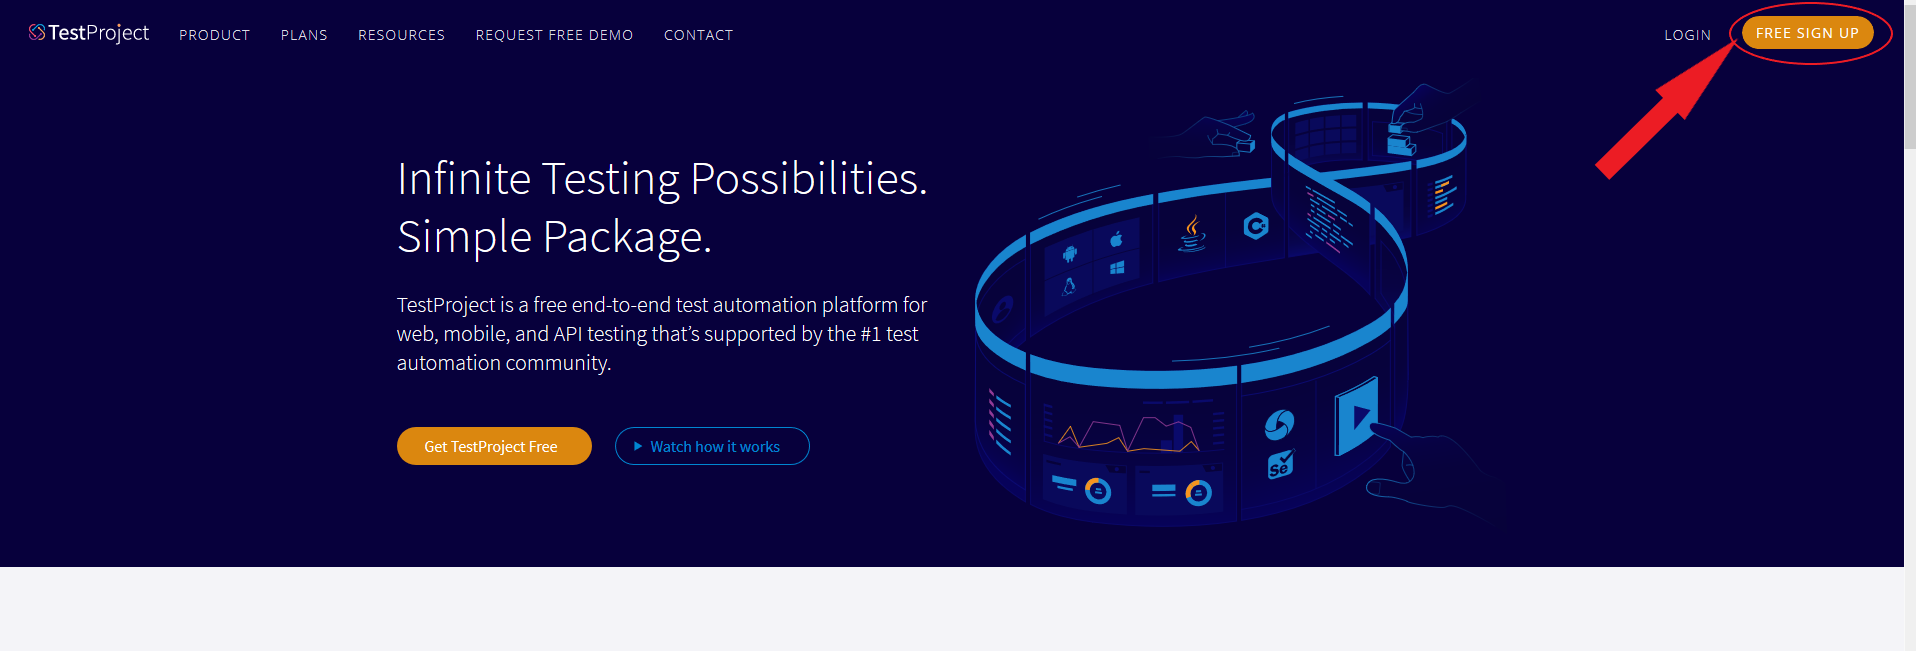 TestProject PRODUCT PLANS RESOURCES REQUEST FREE DEMO CONTACT LOGIN FREE SIGN UP
Infinite Testing Possibilities.
Simple Package.
TestProject is a free end-to-end test automation platform for
web, mobile, and API testing that’s supported by the #1 test
automation community.
Get TestProject Free
Watch how it works
Se